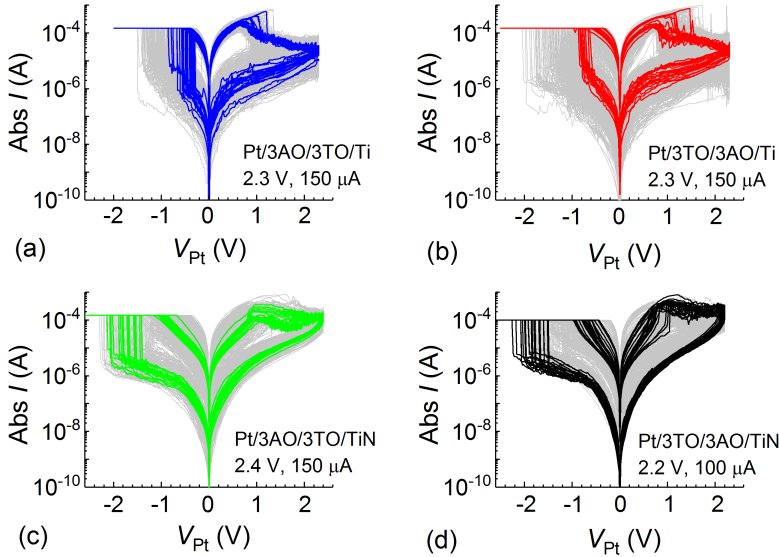 Abs I (A)
10⁻⁴
10⁻⁶
10⁻⁸
10⁻¹⁰
-2 -1 0 1 2
V_Pt (V)
Pt/3AO/3TO/Ti
2.3 V, 150 μA
(a)
Abs I (A)
10⁻⁴
10⁻⁶
10⁻⁸
10⁻¹⁰
-2 -1 0 1 2
V_Pt (V)
Pt/3TO/3AO/Ti
2.3 V, 150 μA
(b)
Abs I (A)
10⁻⁴
10⁻⁶
10⁻⁸
10⁻¹⁰
-2 -1 0 1 2
V_Pt (V)
Pt/3AO/3TO/TiN
2.4 V, 150 μA
(c)
Abs I (A)
10⁻⁴
10⁻⁶
10⁻⁸
10⁻¹⁰
-2 -1 0 1 2
V_Pt (V)
Pt/3TO/3AO/TiN
2.2 V, 100 μA
(d)